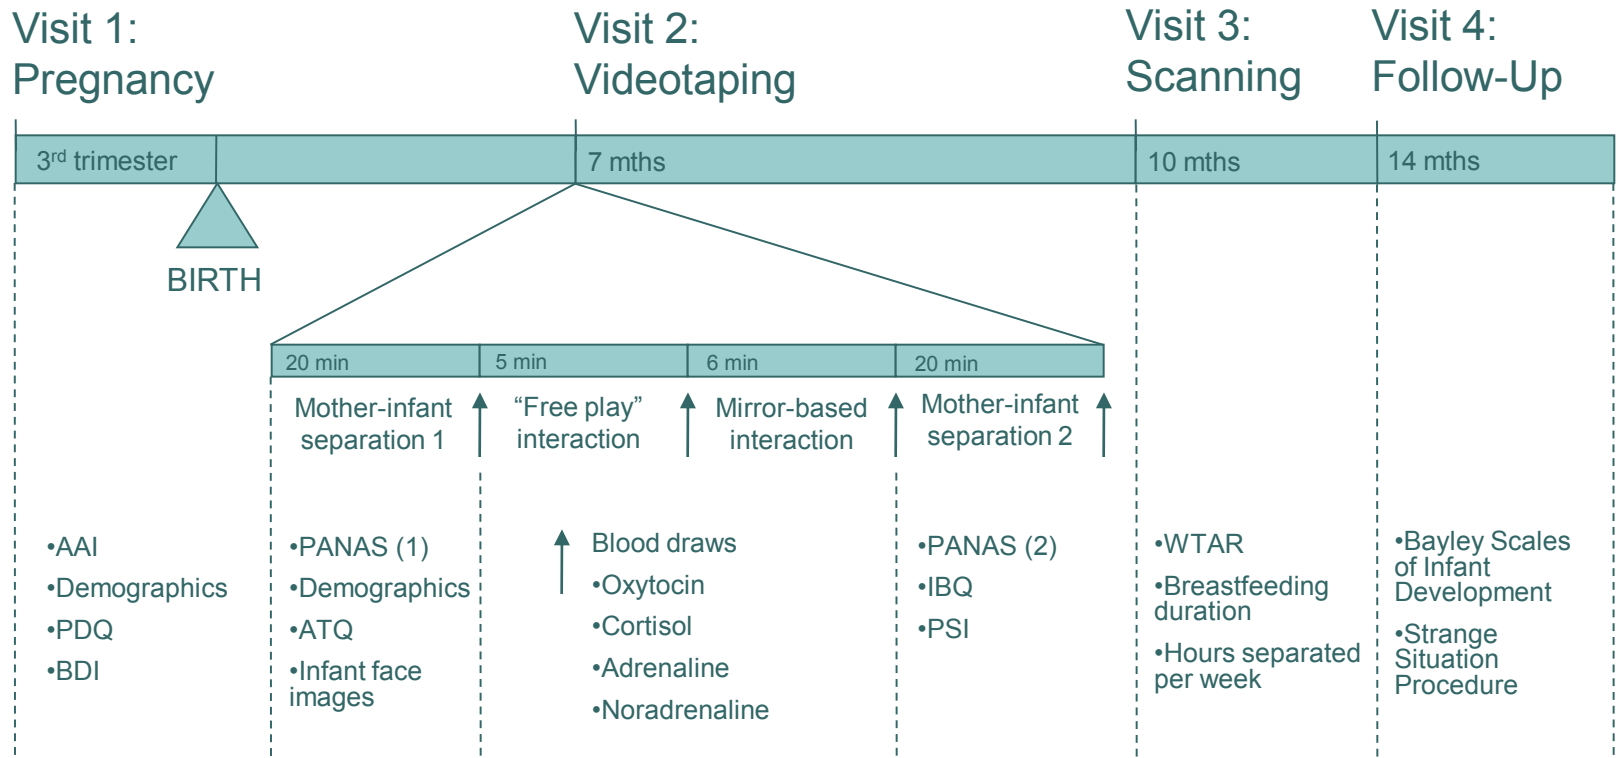 Visit 1:
Pregnancy
Visit 2:
Videotaping
Visit 3:
Scanning
Visit 4:
Follow-Up
3rd trimester
7 mths
10 mths
14 mths
BIRTH
20 min
5 min
6 min
20 min
Mother-infant
separation 1
“Free play”
interaction
Mirror-based
interaction
Mother-infant
separation 2
•AAI
•Demographics
•PDQ
•BDI
•PANAS (1)
•Demographics
•ATQ
•Infant face
images
Blood draws
•Oxytocin
•Cortisol
•Adrenaline
•Noradrenaline
•PANAS (2)
•IBQ
•PSI
•WTAR
•Breastfeeding
duration
•Hours separated
per week
•Bayley Scales
of Infant
Development
•Strange
Situation
Procedure